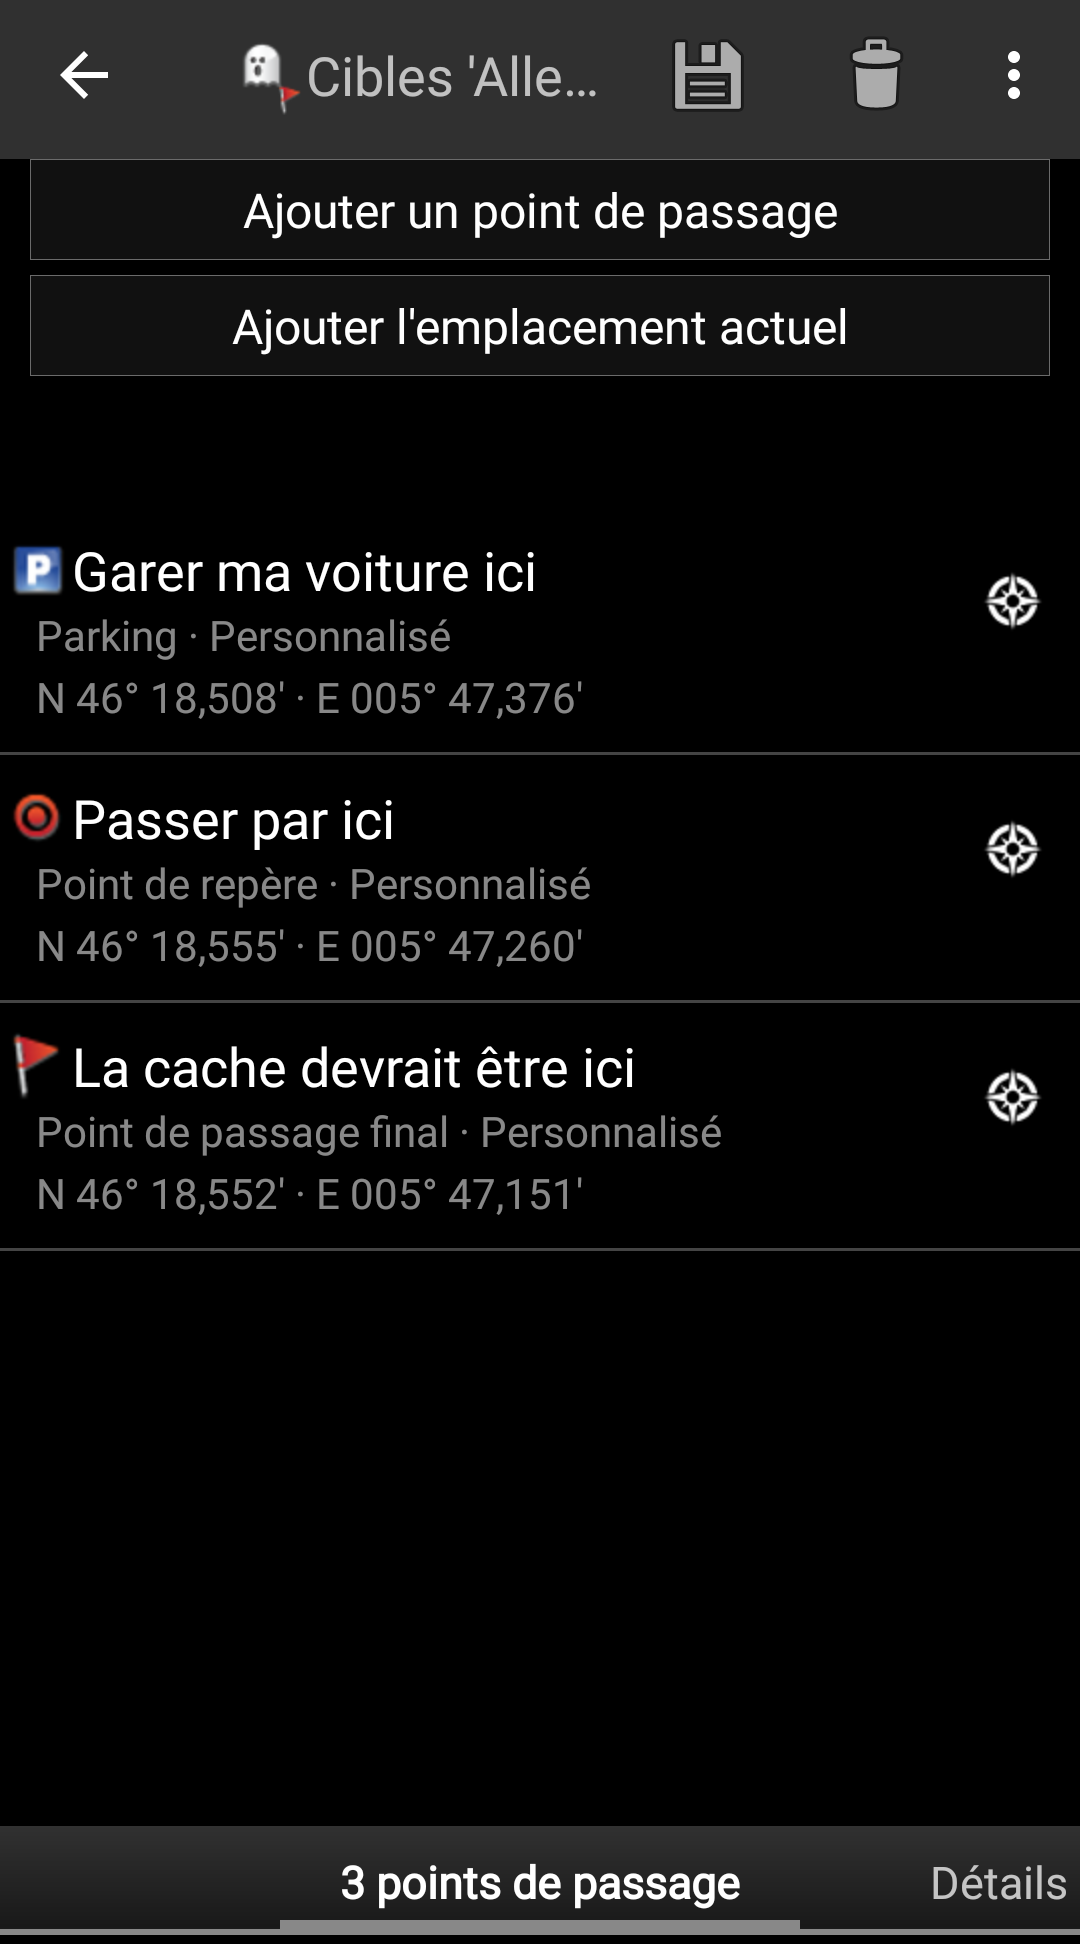 Cibles 'Alle...
Ajouter un point de passage
Ajouter l'emplacement actuel
P Garer ma voiture ici
Parking · Personnalisé
N 46° 18,508' · E 005° 47,376'
Passer par ici
Point de repère · Personnalisé
N 46° 18,555' · E 005° 47,260'
La cache devrait être ici
Point de passage final · Personnalisé
N 46° 18,552' · E 005° 47,151'
3 points de passage
Détails